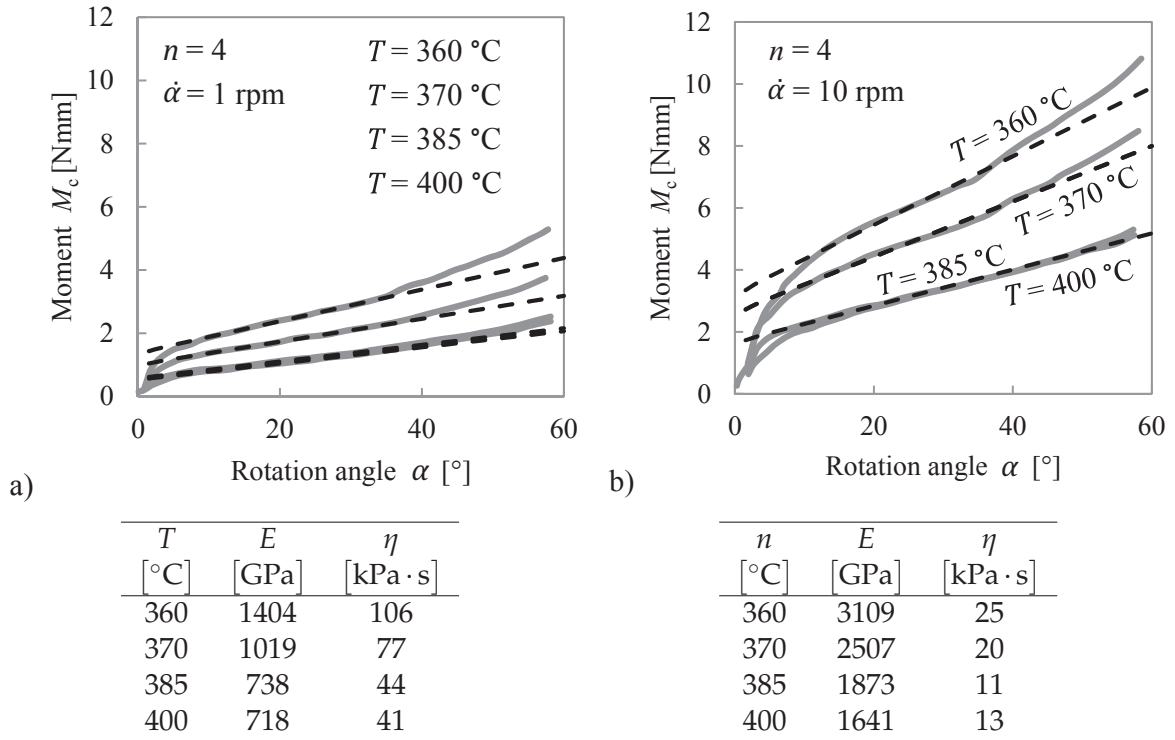 n = 4
α̇ = 1 rpm
T = 360 °C
T = 370 °C
T = 385 °C
T = 400 °C
Moment M_c [Nmm]
12
10
8
6
4
2
0
0 20 40 60
Rotation angle α [°]
a)
n = 4
α̇ = 10 rpm
T = 360 °C
T = 370 °C
T = 385 °C
T = 400 °C
Moment M_c [Nmm]
12
10
8
6
4
2
0
0 20 40 60
Rotation angle α [°]
b)
T E η
[°C] [GPa] [kPa · s]
360 1404 106
370 1019 77
385 738 44
400 718 41
n E η
[°C] [GPa] [kPa · s]
360 3109 25
370 2507 20
385 1873 11
400 1641 13